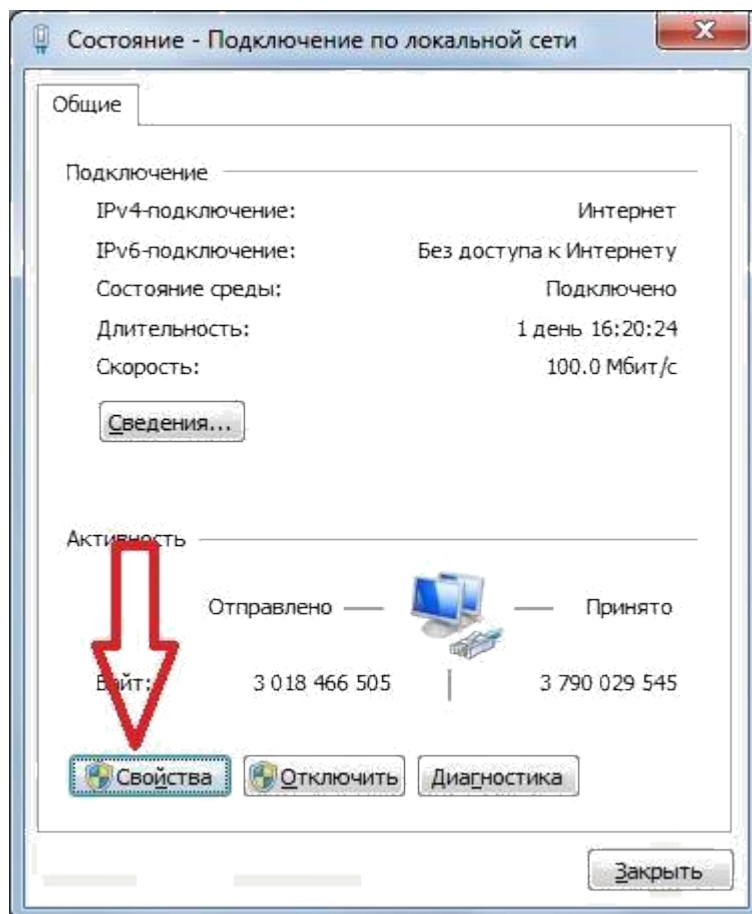 Состояние - Подключение по локальной сети
Общие
Подключение
IPv4-подключение: Интернет
IPv6-подключение: Без доступа к Интернету
Состояние среды: Подключено
Длительность: 1 день 16:20:24
Скорость: 100.0 Мбит/с
Сведения...
Активность
Отправлено — — Принято
Байт: 3 018 466 505 | 3 790 029 545
Свойства Отключить Диагностика
Закрыть